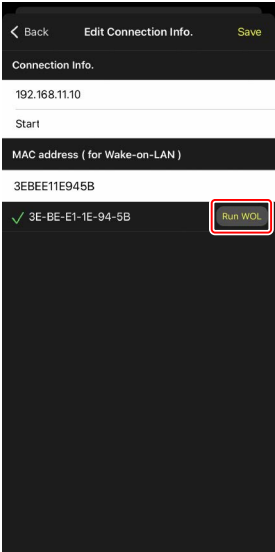 Back
Edit Connection Info.
Save
Connection Info.
192.168.11.10
Start
MAC address ( for Wake-on-LAN )
3EBEE11E945B
3E-BE-E1-1E-94-5B
Run WOL